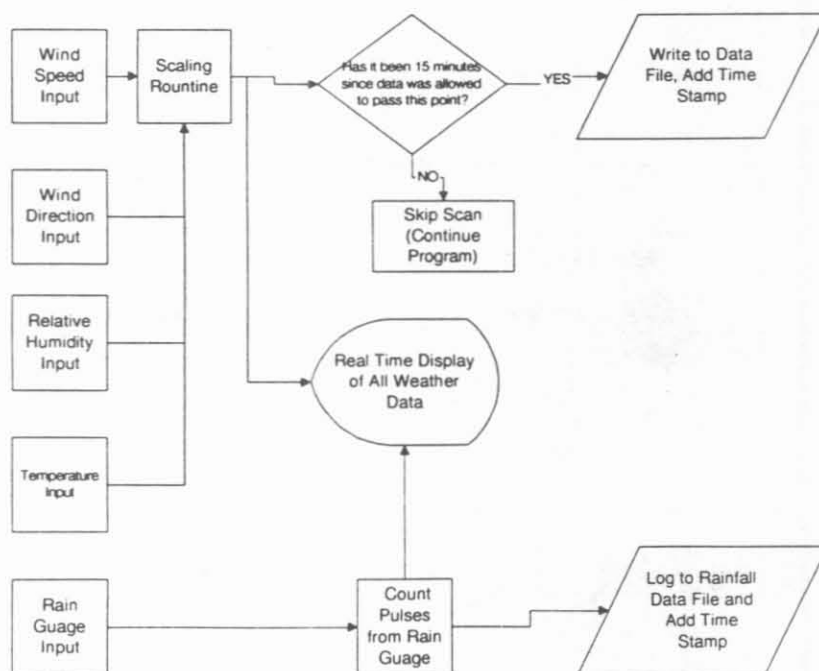 Wind
Speed
Input
Scaling
Rountine
Has it been 15 minutes
since data was allowed
to pass this point?
YES
Write to Data
File, Add Time
Stamp
NO
Skip Scan
(Continue
Program)
Wind
Direction
Input
Relative
Humidity
Input
Real Time Display
of All Weather
Data
Temperature
Input
Rain
Guage
Input
Count
Pulses
from Rain
Guage
Log to Rainfall
Data File and
Add Time
Stamp